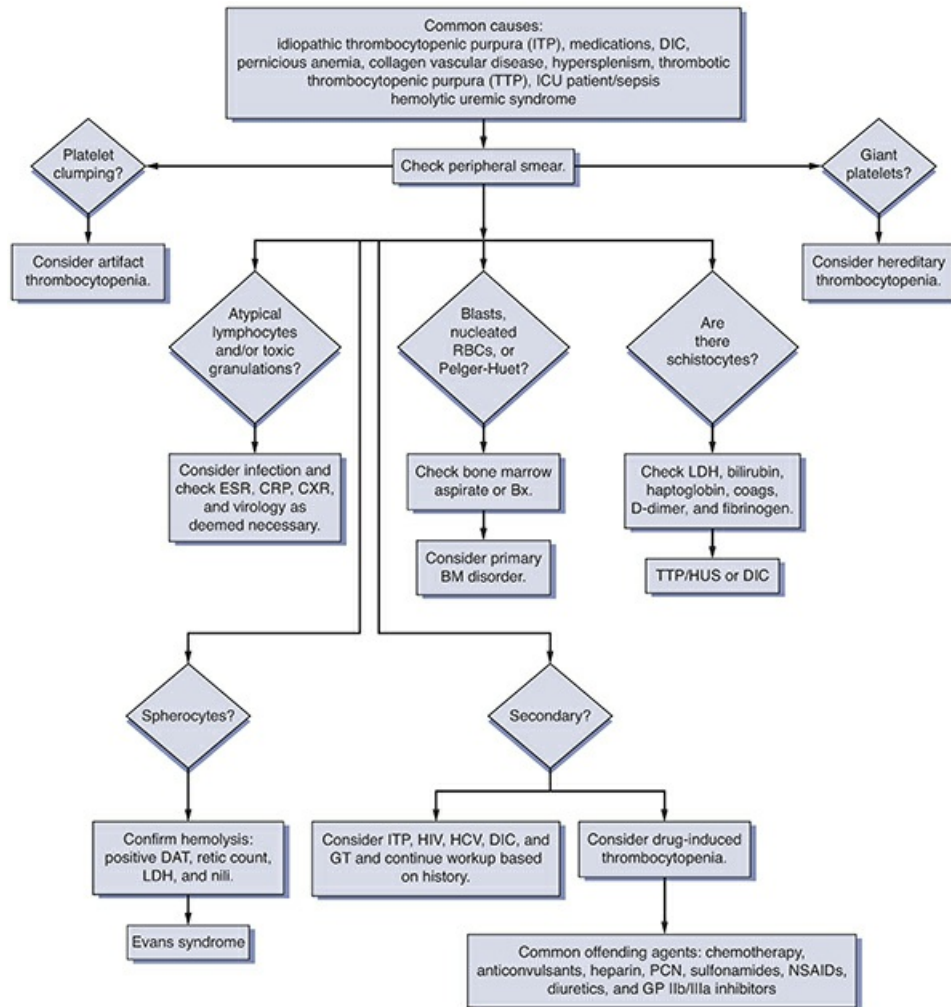 Common causes:
idiopathic thrombocytopenic purpura (ITP), medications, DIC,
pernicious anemia, collagen vascular disease, hypersplenism, thrombotic
thrombocytopenic purpura (TTP), ICU patient/sepsis
hemolytic uremic syndrome
Platelet
clumping?
Check peripheral smear.
Giant
platelets?
Consider artifact
thrombocytopenia.
Consider hereditary
thrombocytopenia.
Atypical
lymphocytes
and/or toxic
granulations?
Blasts,
nucleated
RBCs, or
Pelger-Huet?
Are
there
schistocytes?
Consider infection and
check ESR, CRP, CXR,
and virology as
deemed necessary.
Check bone marrow
aspirate or Bx.
Check LDH, bilirubin,
haptoglobin, coags,
D-dimer, and fibrinogen.
Consider primary
BM disorder.
TTP/HUS or DIC
Spherocytes?
Secondary?
Confirm hemolysis:
positive DAT, retic count,
LDH, and nili.
Consider ITP, HIV, HCV, DIC, and
GT and continue workup based
on history.
Consider drug-induced
thrombocytopenia.
Evans syndrome
Common offending agents: chemotherapy,
anticonvulsants, heparin, PCN, sulfonamides, NSAIDs,
diuretics, and GP IIb/IIIa inhibitors